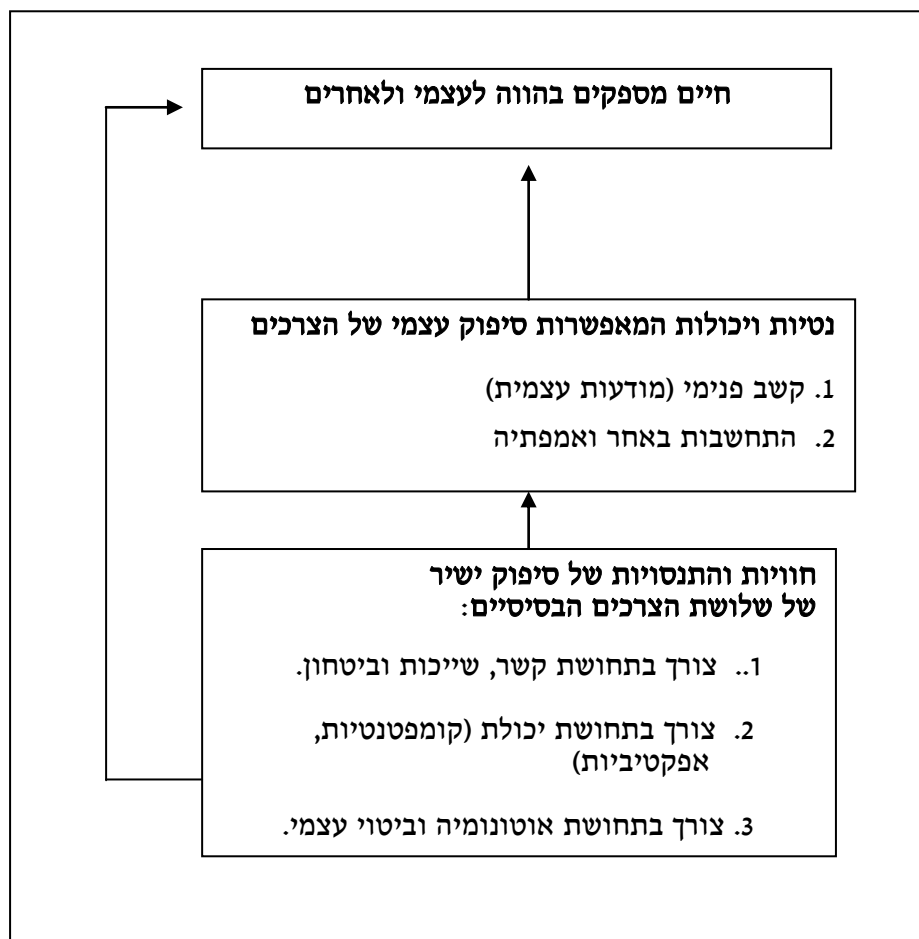 חיים מספקים בהווה לעצמי ולאחרים
נטיות ויכולות המאפשרות סיפוק עצמי של הצרכים
1. קשב פנימי (מודעות עצמית)
2. התחשבות באחר ואמפתיה
חוויות והתנסויות של סיפוק ישיר
של שלושת הצרכים הבסיסיים:
1.. צורך בתחושת קשר, שייכות וביטחון.
2. צורך בתחושת יכולת (קומפטנטיות,
אפקטיביות)
3. צורך בתחושת אוטונומיה וביטוי עצמי.